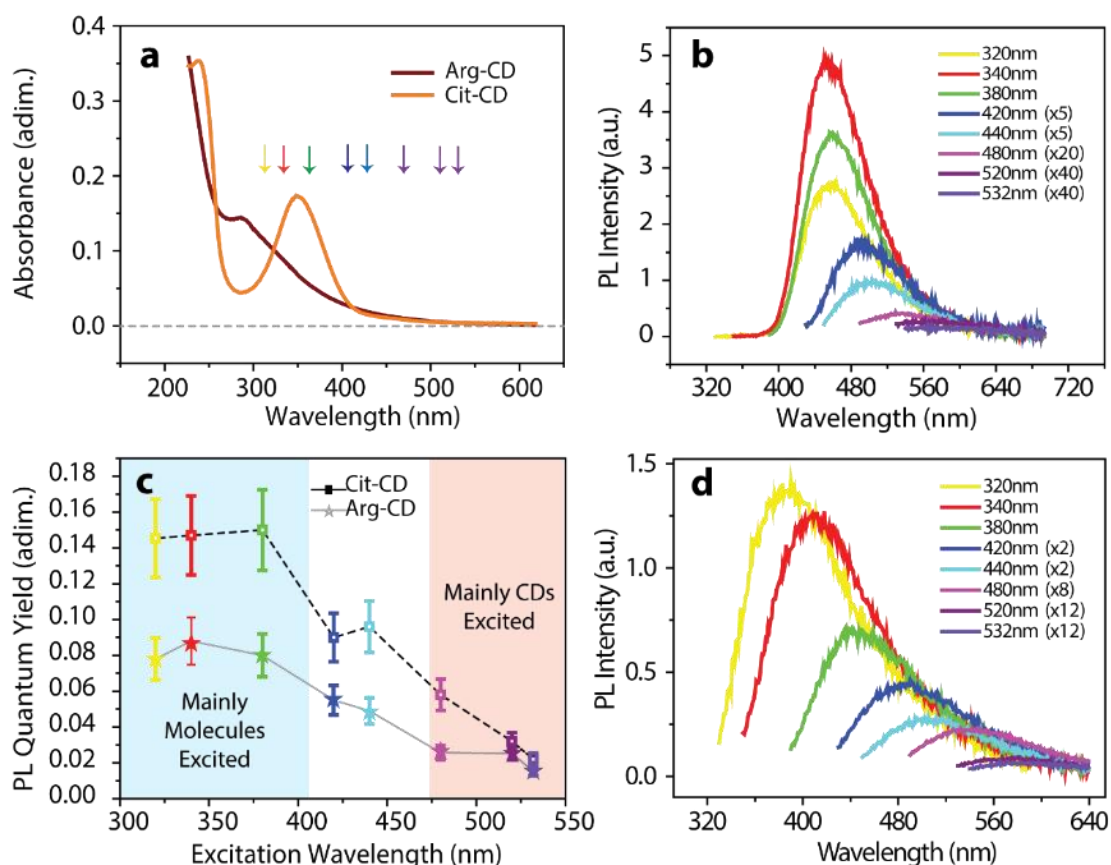 a
Absorbance (adim.)
0.4
0.3
0.2
0.1
0.0
Arg-CD
Cit-CD
200 300 400 500 600
Wavelength (nm)
b
PL Intensity (a.u.)
5
4
3
2
1
0
320nm
340nm
380nm
420nm (x5)
440nm (x5)
480nm (x20)
520nm (x40)
532nm (x40)
320 400 480 560 640 720
Wavelength (nm)
c
PL Quantum Yield (adim.)
0.18
0.16
0.14
0.12
0.10
0.08
0.06
0.04
0.02
0.00
Cit-CD
Arg-CD
Mainly CDs
Excited
Mainly
Molecules
Excited
300 350 400 450 500 550
Excitation Wavelength (nm)
d
PL Intensity (a.u.)
1.5
1.0
0.5
0.0
320nm
340nm
380nm
420nm (x2)
440nm (x2)
480nm (x8)
520nm (x12)
532nm (x12)
400 480 560 640
Wavelength (nm)